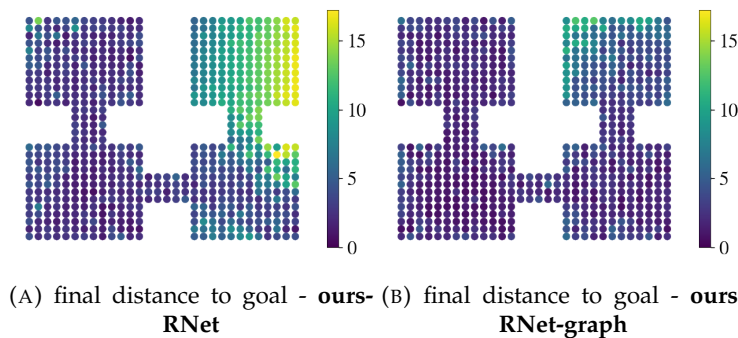 15
10
5
0
15
10
5
0
(A) final distance to goal - ours-
RNet
(B) final distance to goal - ours
RNet-graph